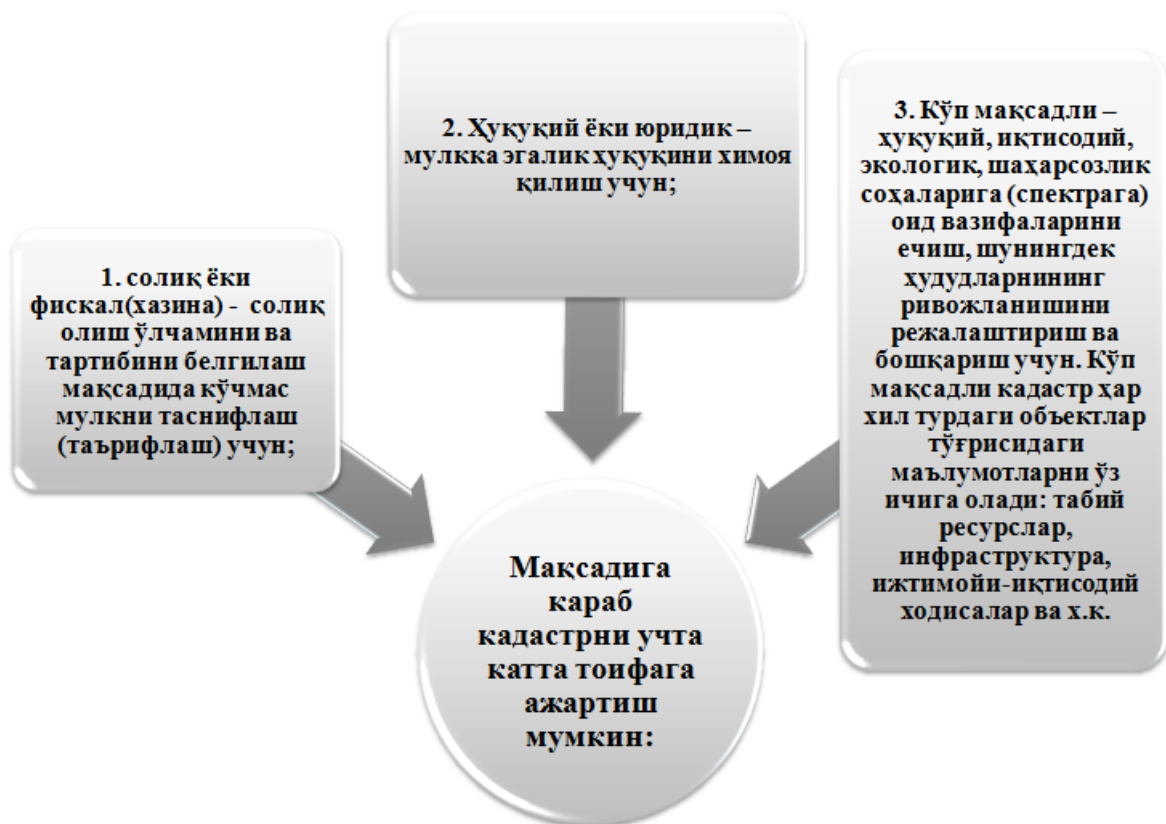 1. солиқ ёки
фискал(хазина) - солиқ
олиш ўлчамини ва
тартибини белгилаш
мақсадида кўчмас
мулкни таснифлаш
(таърифлаш) учун;
2. Ҳуқуқий ёки юридик –
мулкка эгалик ҳуқуқини химоя
қилиш учун;
3. Кўп мақсадли –
ҳуқуқий, иқтисодий,
экологик, шаҳарсозлик
соҳаларига (спектрага)
оид вазифаларини
ечиш, шунингдек
ҳудудларнининг
ривожланишини
режалаштириш ва
бошқариш учун. Кўп
мақсадли кадастр ҳар
хил турдаги объектлар
тўғрисидаги
маълумотларни ўз
ичига олади: табий
ресурслар,
инфраструктура,
ижтимойи-иқтисодий
ходисалар ва х.к.
Мақсадига
караб
кадастрни учта
катта тоифага
ажартиш
мумкин: